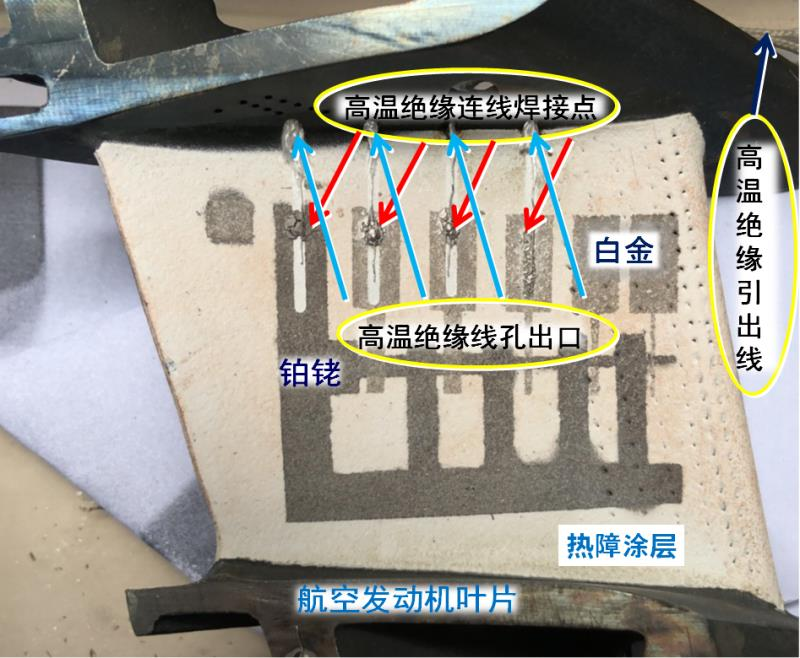 高温绝缘连线焊接点
高温绝缘引出线
白金
高温绝缘线孔出口
铂铑
热障涂层
航空发动机叶片